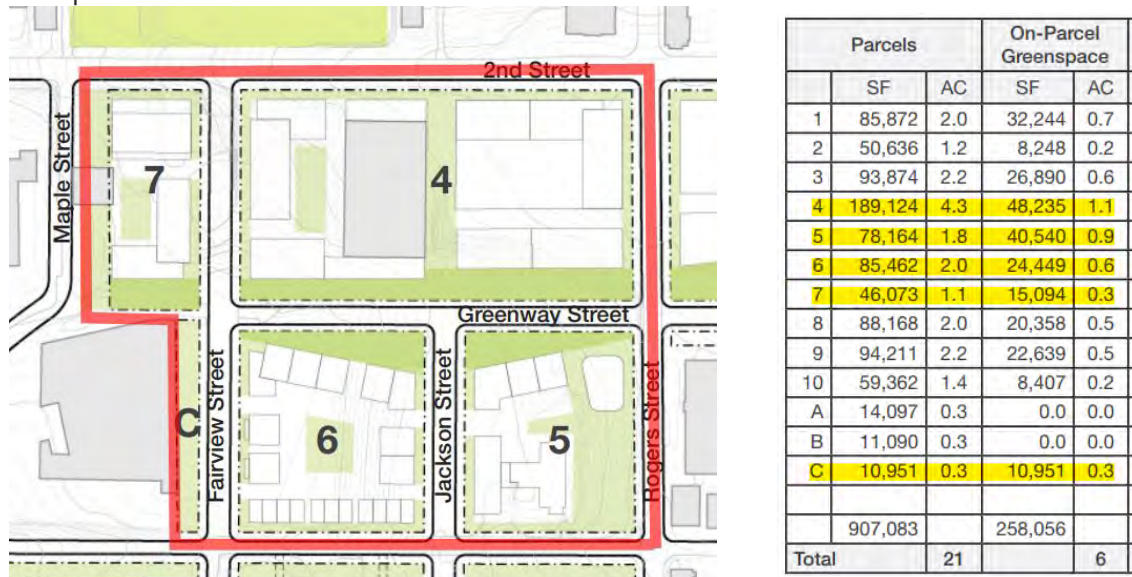 2nd Street
Maple Street
7
4
Greenway Street
C
Fairview Street
6
Jackson Street
5
Rogers Street
Parcels On-Parcel Greenspace
SF AC SF AC
1 85,872 2.0 32,244 0.7
2 50,636 1.2 8,248 0.2
3 93,874 2.2 26,890 0.6
4 189,124 4.3 48,235 1.1
5 78,164 1.8 40,540 0.9
6 85,462 2.0 24,449 0.6
7 46,073 1.1 15,094 0.3
8 88,168 2.0 20,358 0.5
9 94,211 2.2 22,639 0.5
10 59,362 1.4 8,407 0.2
A 14,097 0.3 0.0 0.0
B 11,090 0.3 0.0 0.0
C 10,951 0.3 10,951 0.3
907,083 258,056
Total 21 6